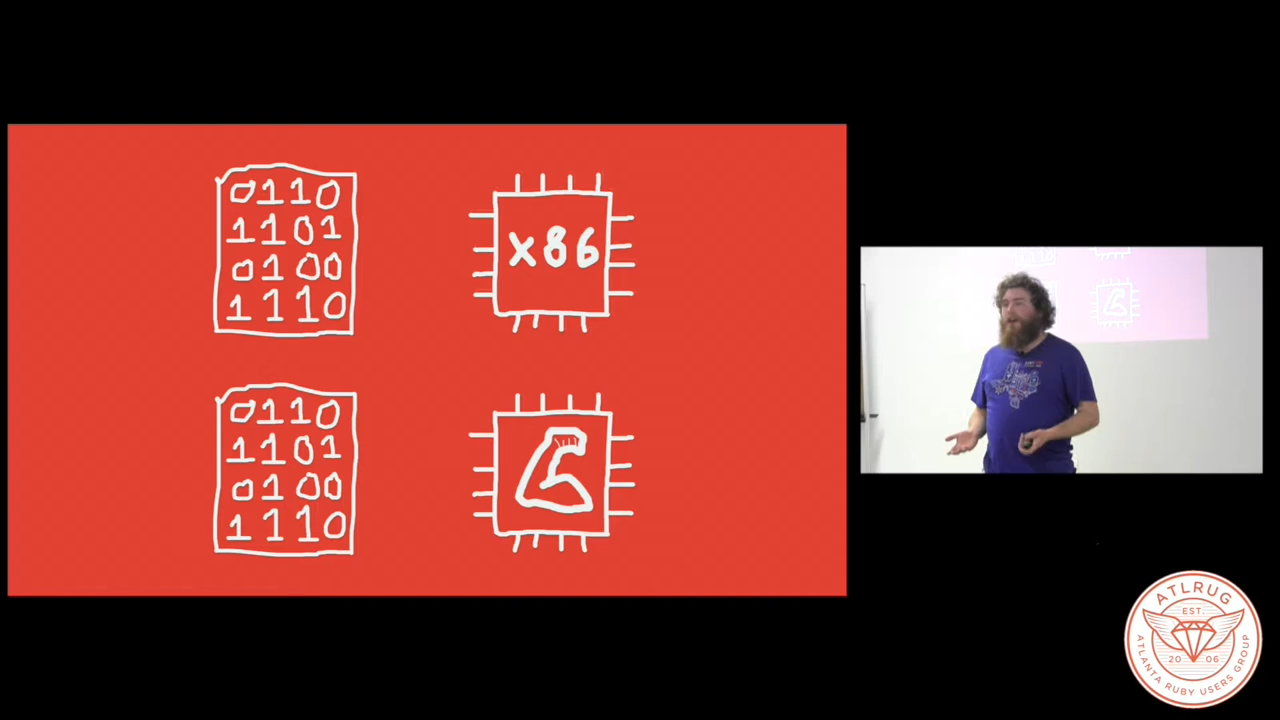 0110
1101
0100
1110
x86
0110
1101
0100
1110
ATLRUG
EST.
20 06
ATLANTA RUBY USERS GROUP